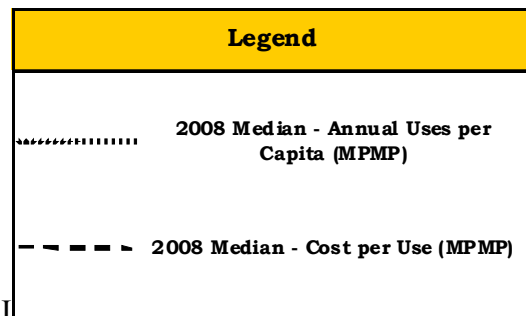 Legend
2008 Median - Annual Uses per
Capita (MPMP)
2008 Median - Cost per Use (MPMP)